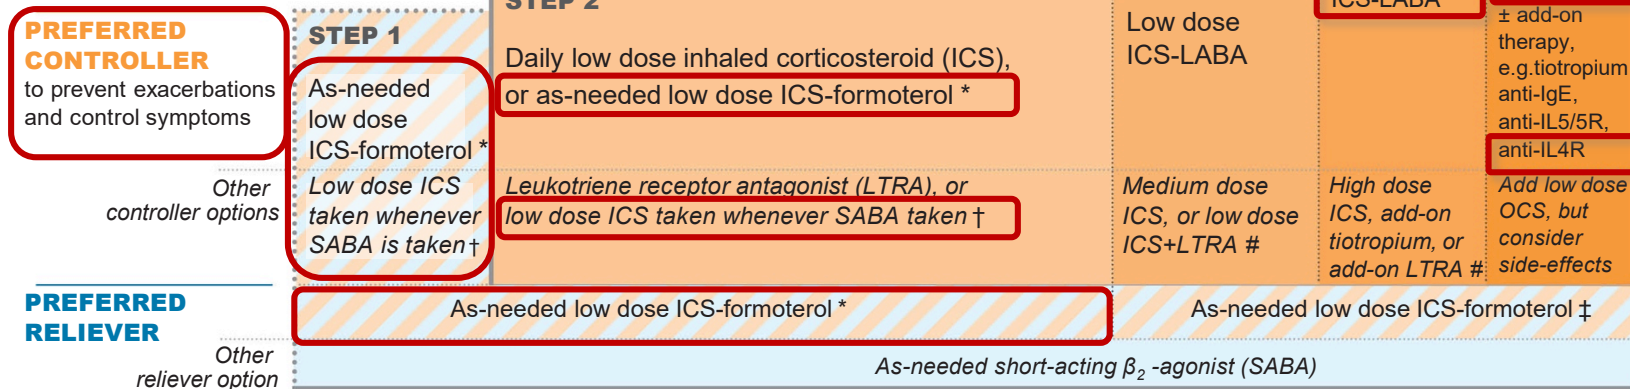 STEP 2
PREFERRED
CONTROLLER
to prevent exacerbations
and control symptoms
STEP 1
As-needed
low dose
ICS-formoterol *
Daily low dose inhaled corticosteroid (ICS),
or as-needed low dose ICS-formoterol *
Low dose
ICS-LABA
ICS-LABA
± add-on
therapy,
e.g.tiotropium
anti-IgE,
anti-IL5/5R,
anti-IL4R
Other
controller options
Low dose ICS
taken whenever
SABA is taken†
Leukotriene receptor antagonist (LTRA), or
low dose ICS taken whenever SABA taken †
Medium dose
ICS, or low dose
ICS+LTRA #
High dose
ICS, add-on
tiotropium, or
add-on LTRA #
Add low dose
OCS, but
consider
side-effects
PREFERRED
RELIEVER
As-needed low dose ICS-formoterol *
As-needed low dose ICS-formoterol ‡
Other
reliever option
As-needed short-acting β₂ -agonist (SABA)